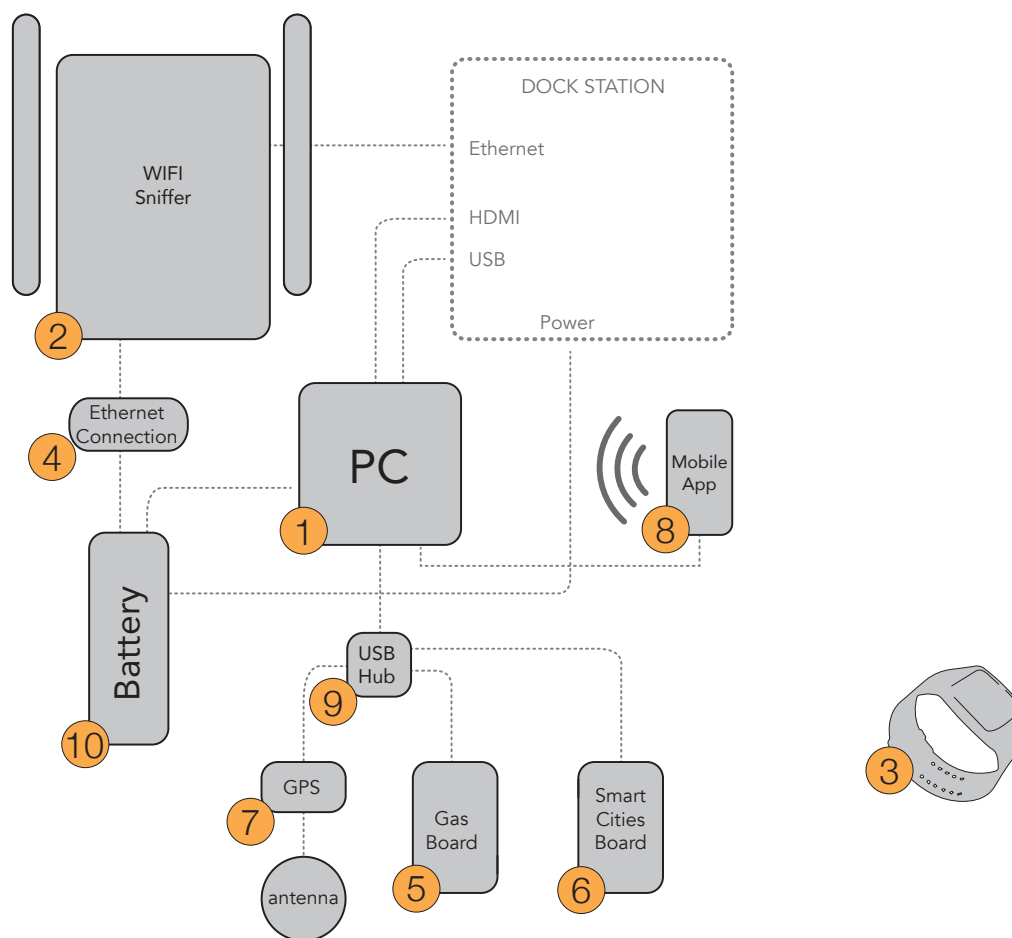 DOCK STATION
Ethernet
WIFI
Sniffer
HDMI
USB
Power
2
Ethernet
Connection
4
PC
1
Mobile
App
8
Battery
10
USB
Hub
9
3
GPS
7
Gas
Board
5
Smart
Cities
Board
6
antenna